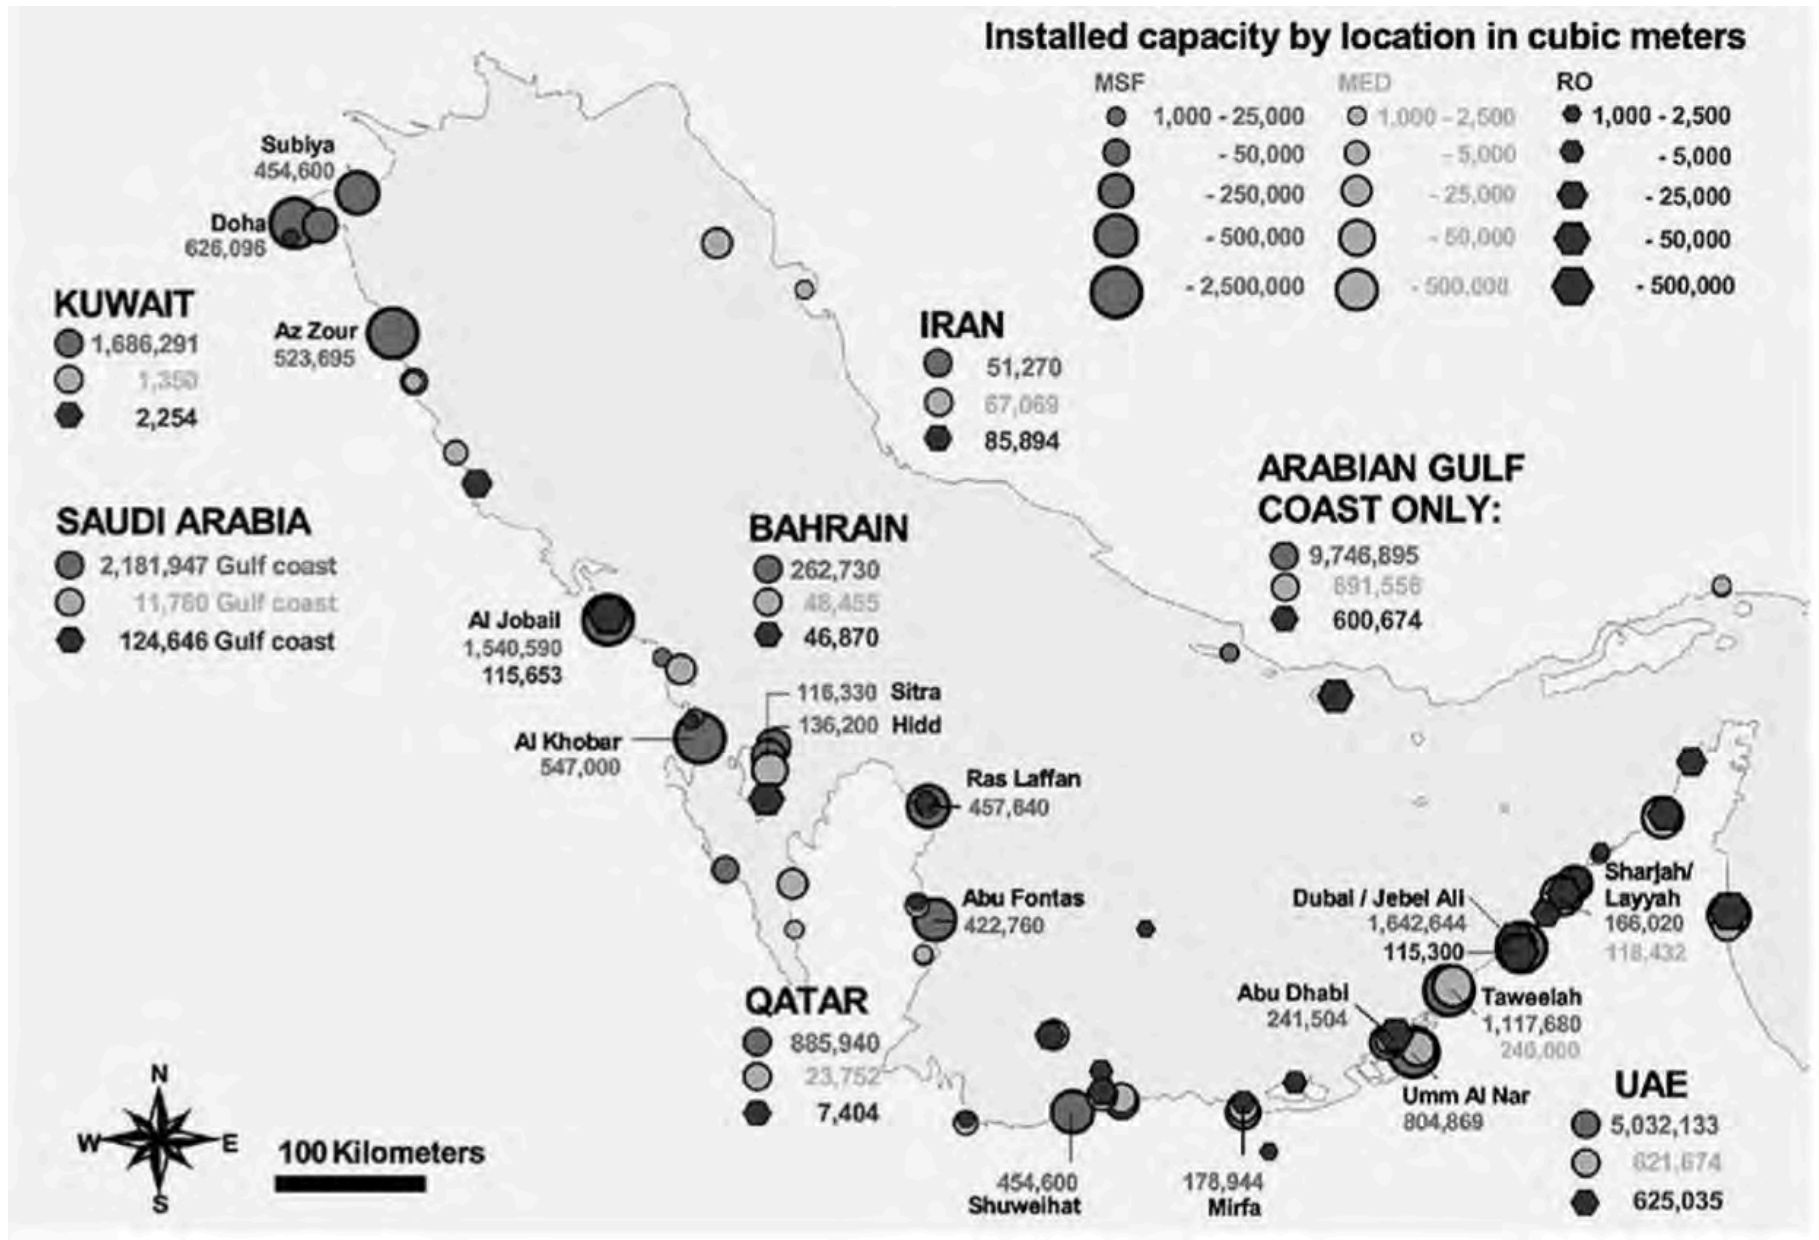 Installed capacity by location in cubic meters
MSF MED RO
1,000 - 25,000 1,000 - 2,500 1,000 - 2,500
- 50,000 - 5,000 - 5,000
- 250,000 - 25,000 - 25,000
- 500,000 - 50,000 - 50,000
- 2,500,000 - 500,000 - 500,000
Subiya
454,600
Doha
626,096
KUWAIT
1,686,291
1,350
2,254
Az Zour
523,695
IRAN
51,270
67,069
85,894
ARABIAN GULF
COAST ONLY:
9,746,895
891,556
600,674
SAUDI ARABIA
2,181,947 Gulf coast
11,760 Gulf coast
124,646 Gulf coast
BAHRAIN
262,730
48,455
46,870
Al Jobail
1,540,590
115,653
116,330 Sitra
136,200 Hidd
Al Khobar
547,000
Ras Laffan
457,640
Abu Fontas
422,760
Dubai / Jebel Ali
1,642,644
115,300
Sharjah/
Layyah
166,020
118,432
QATAR
885,940
23,752
7,404
Abu Dhabi
241,504
Taweelah
1,117,680
246,000
Umm Al Nar
804,869
UAE
5,032,133
621,674
625,035
454,600
Shuweihat
178,944
Mirfa
N
W E
S
100 Kilometers